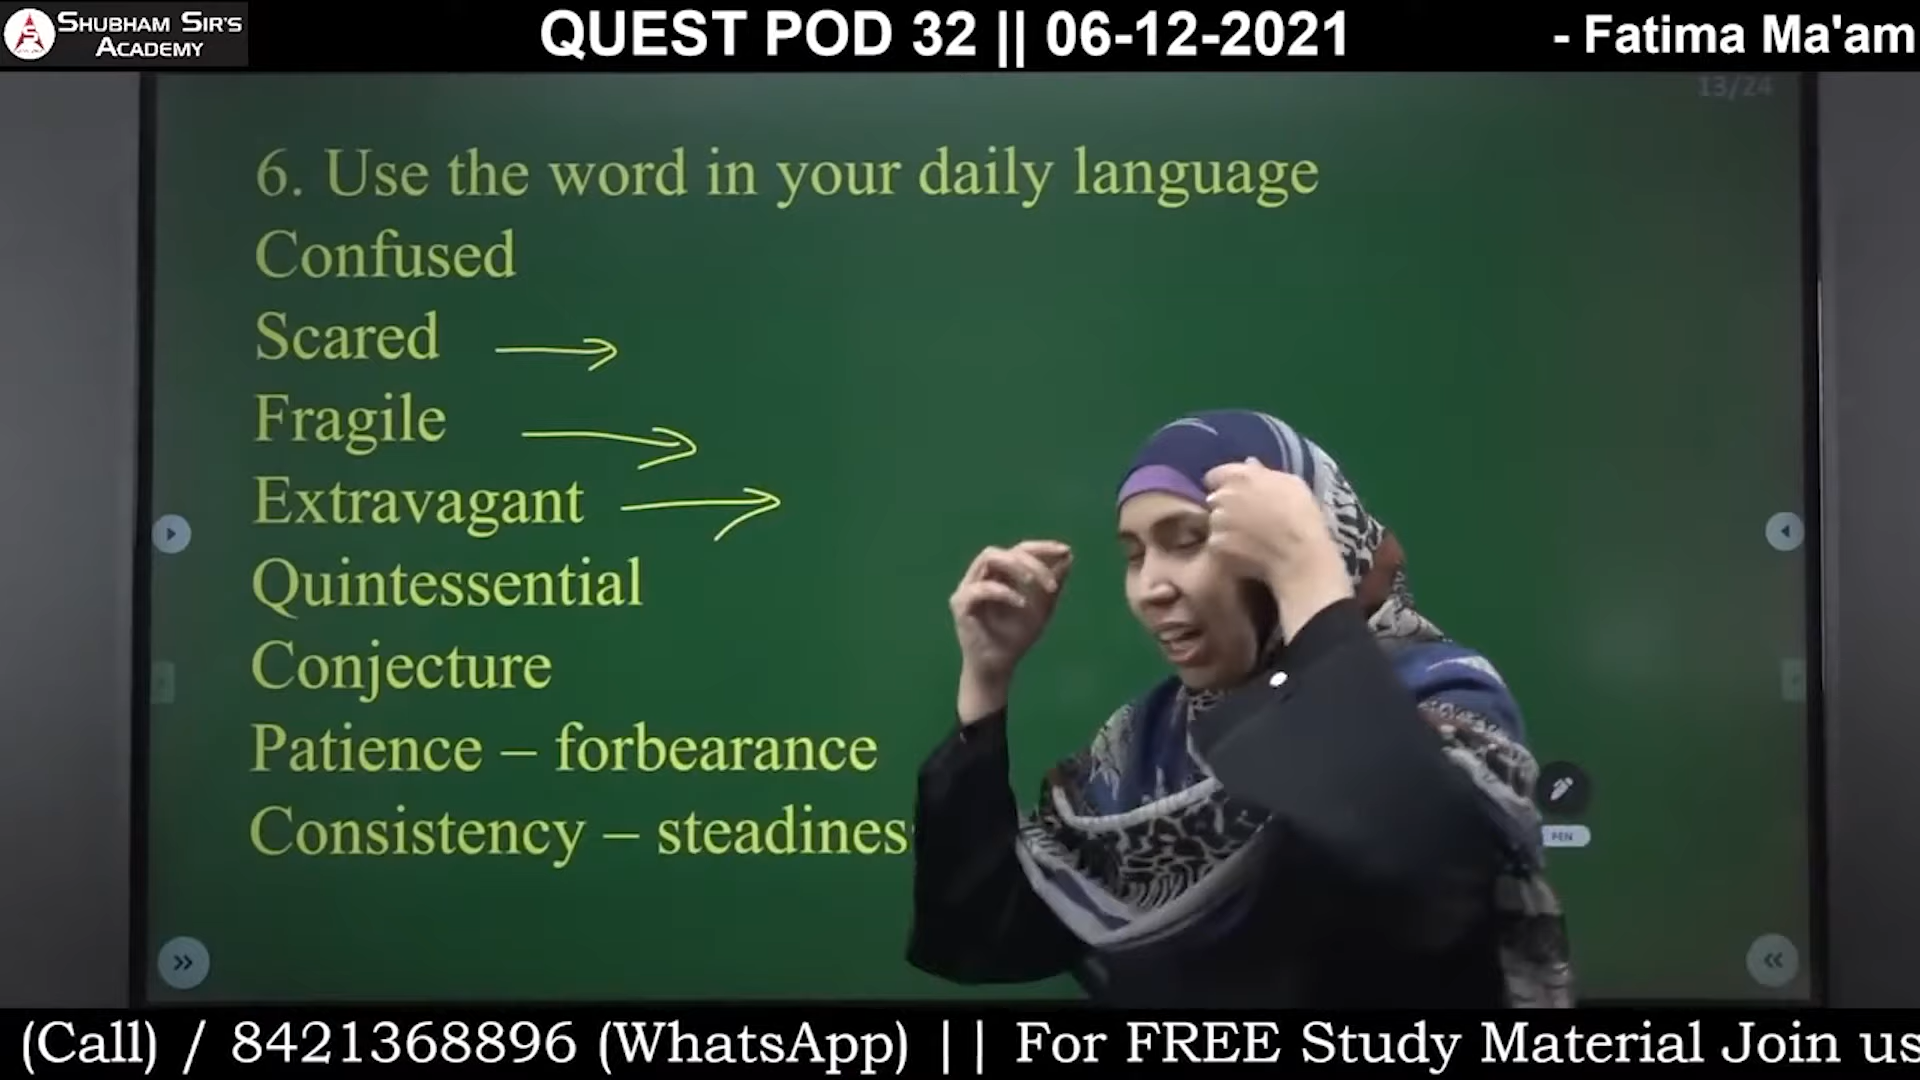 SHUBHAM SIR'S
ACADEMY
QUEST POD 32 || 06-12-2021
- Fatima Ma'am
13/24
6. Use the word in your daily language
Confused
Scared
Fragile
Extravagant
Quintessential
Conjecture
Patience – forbearance
Consistency – steadines
PEN
(Call) / 8421368896 (WhatsApp) || For FREE Study Material Join us